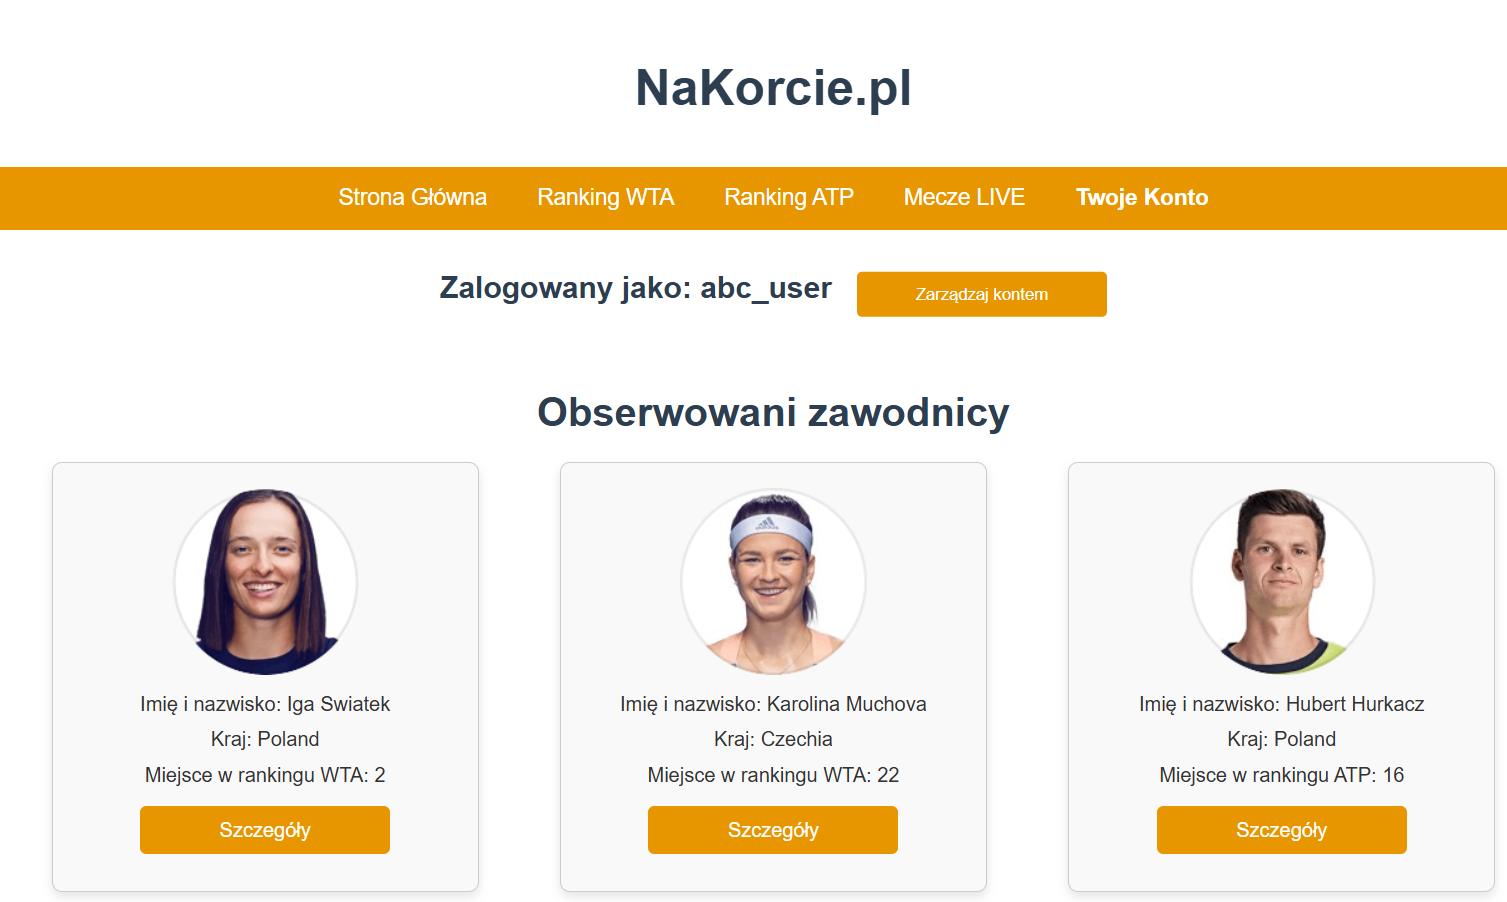 NaKorcie.pl
Strona Główna Ranking WTA Ranking ATP Mecze LIVE Twoje Konto
Zalogowany jako: abc_user Zarządzaj kontem
Obserwowani zawodnicy
Imię i nazwisko: Iga Swiatek
Kraj: Poland
Miejsce w rankingu WTA: 2
Szczegóły
Imię i nazwisko: Karolina Muchova
Kraj: Czechia
Miejsce w rankingu WTA: 22
Szczegóły
Imię i nazwisko: Hubert Hurkacz
Kraj: Poland
Miejsce w rankingu ATP: 16
Szczegóły